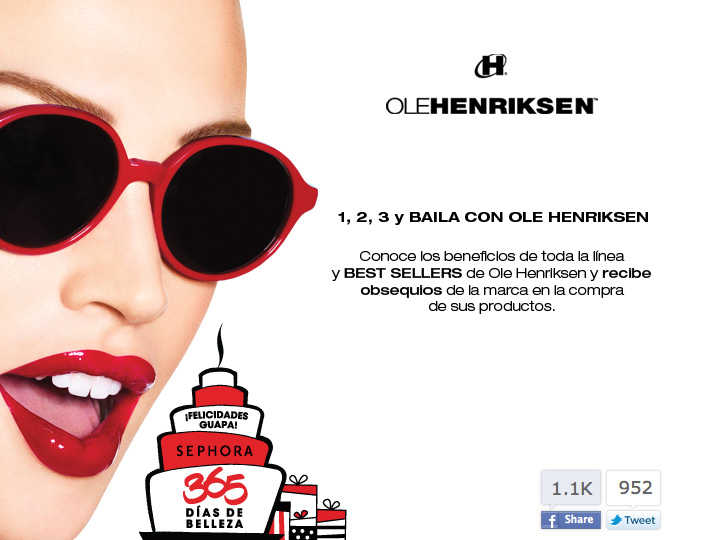 H
OLEHENRIKSEN™
1, 2, 3 y BAILA CON OLE HENRIKSEN
Conoce los beneficios de toda la línea
y BEST SELLERS de Ole Henriksen y recibe
obsequios de la marca en la compra
de sus productos.
¡FELICIDADES
GUAPA!
SEPHORA
365
DÍAS DE
BELLEZA
1.1K
952
f Share
Tweet